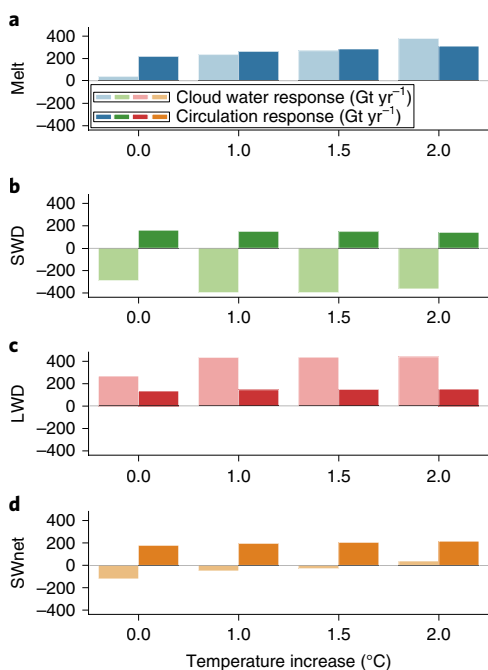 a
Melt
400
200
0
−200
−400
Cloud water response (Gt yr⁻¹)
Circulation response (Gt yr⁻¹)
0.0 1.0 1.5 2.0
b
SWD
400
200
0
−200
−400
0.0 1.0 1.5 2.0
c
LWD
400
200
0
−200
−400
0.0 1.0 1.5 2.0
d
SWnet
400
200
0
−200
−400
0.0 1.0 1.5 2.0
Temperature increase (°C)